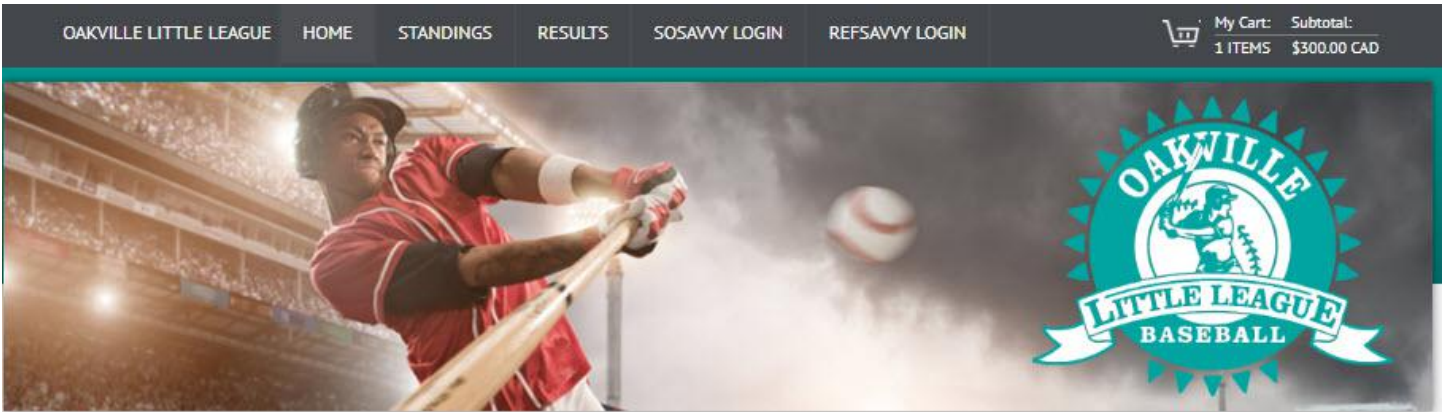 OAKVILLE LITTLE LEAGUE HOME STANDINGS RESULTS SOSAVVY LOGIN REFSAVVY LOGIN
My Cart: Subtotal:
1 ITEMS $300.00 CAD
OAKVILLE
LITTLE LEAGUE
BASEBALL